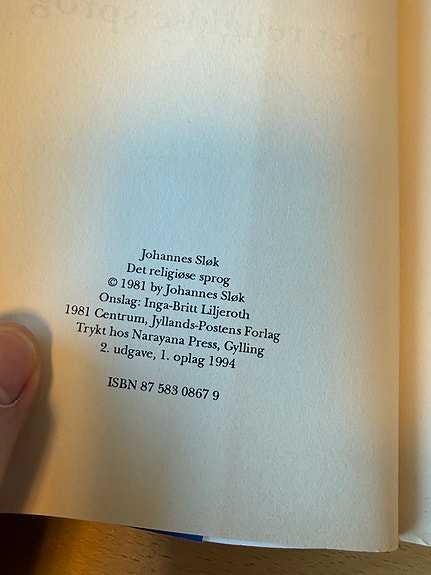 Johannes Sløk
Det religiøse sprog
© 1981 by Johannes Sløk
Onslag: Inga-Britt Liljeroth
1981 Centrum, Jyllands-Postens Forlag
Trykt hos Narayana Press, Gylling
2. udgave, 1. oplag 1994
ISBN 87 583 0867 9